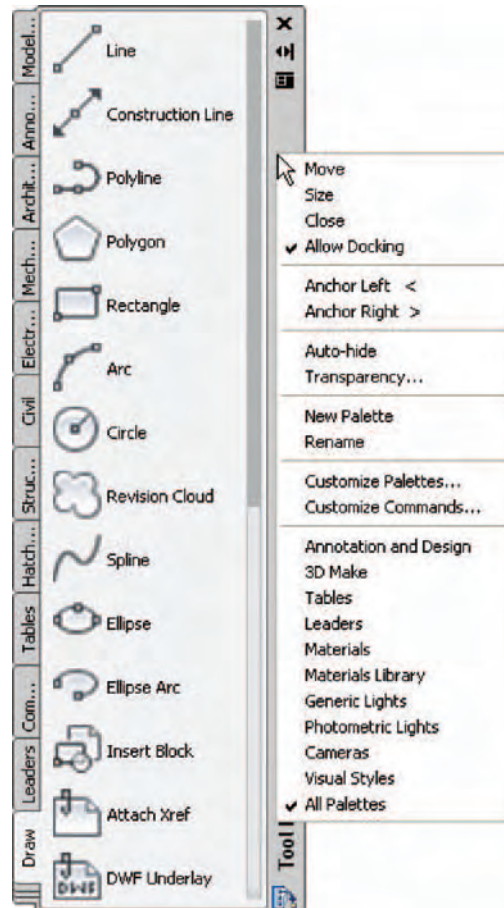 Model...
Anno...
Archit...
Mech...
Electr...
Civil
Struc...
Hatch...
Tables
Com...
Leaders
Draw
Line
Construction Line
Polyline
Polygon
Rectangle
Arc
Circle
Revision Cloud
Spline
Ellipse
Ellipse Arc
Insert Block
Attach Xref
DWF Underlay
DWF
Move
Size
Close
Allow Docking
Anchor Left <
Anchor Right >
Auto-hide
Transparency...
New Palette
Rename
Customize Palettes...
Customize Commands...
Annotation and Design
3D Make
Tables
Leaders
Materials
Materials Library
Generic Lights
Photometric Lights
Cameras
Visual Styles
All Palettes
Tool